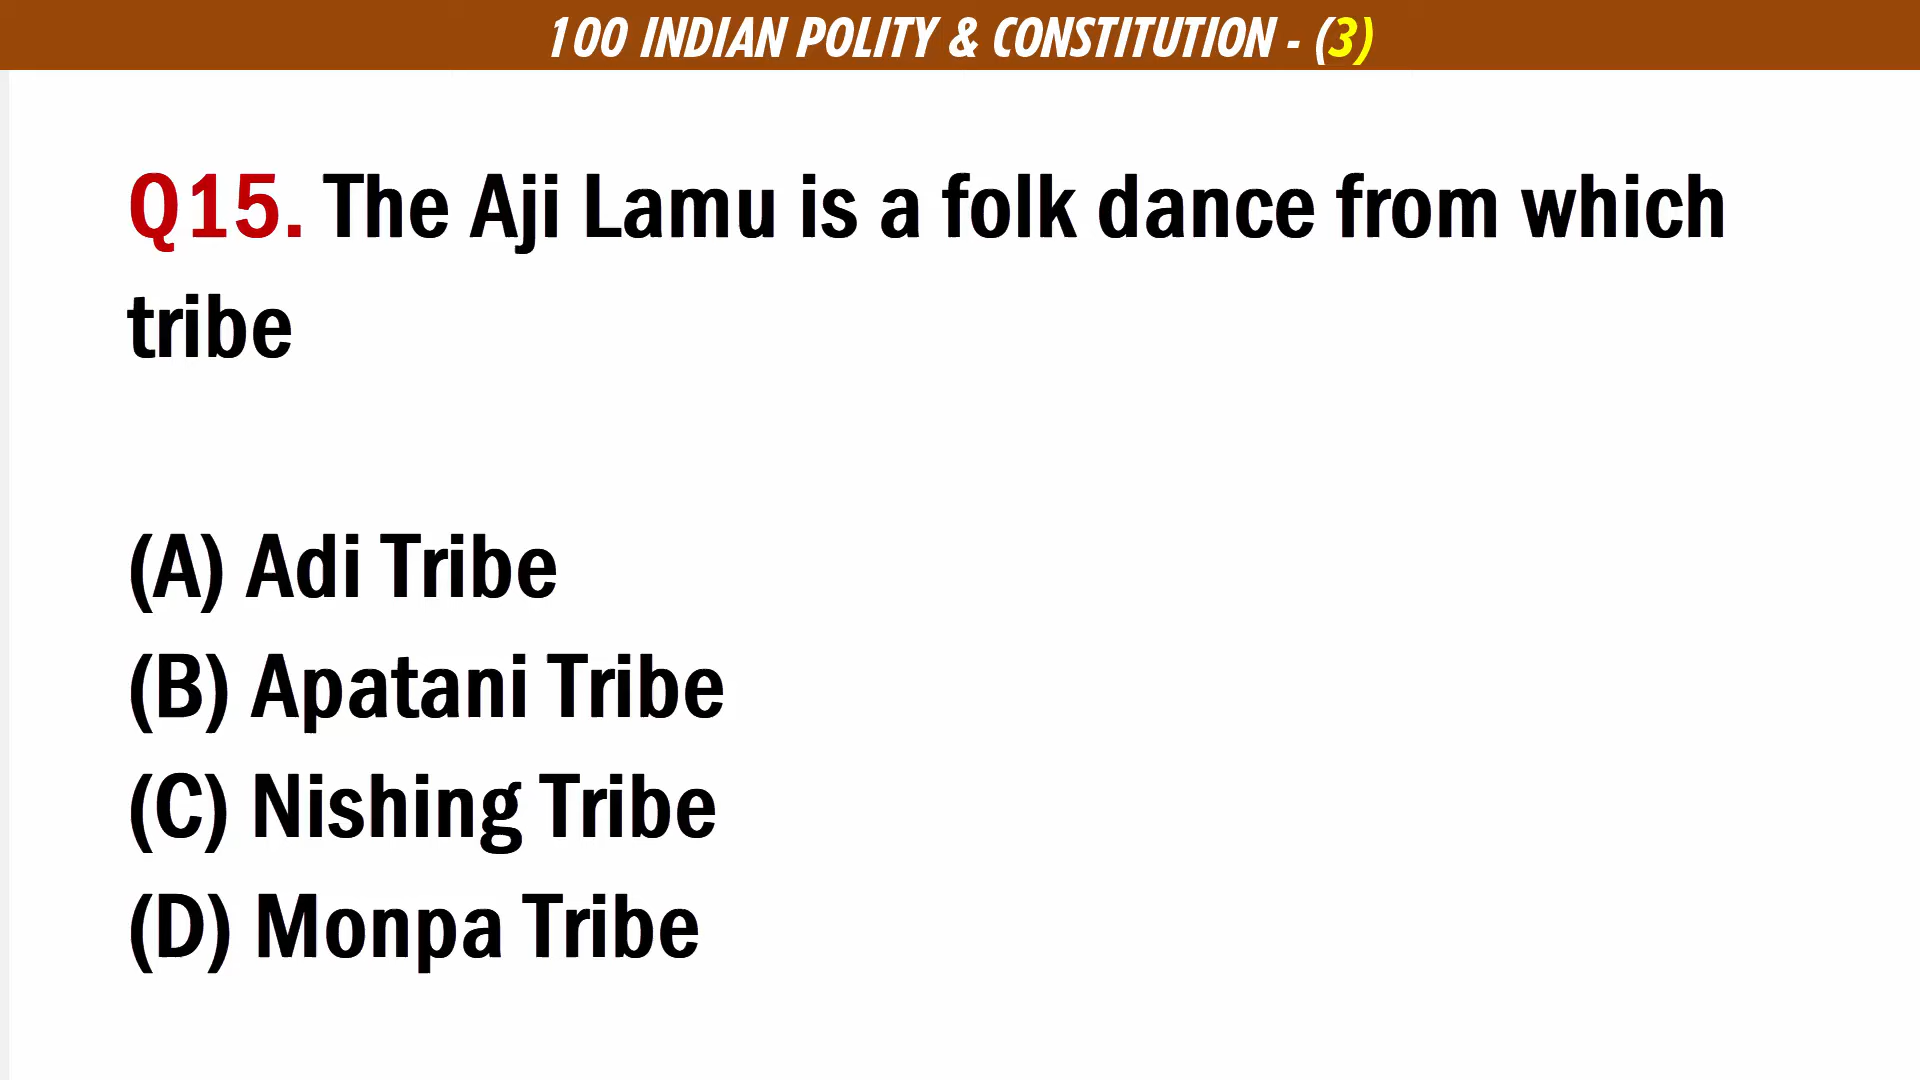 100 INDIAN POLITY & CONSTITUTION - (3)
Q15. The Aji Lamu is a folk dance from which
tribe
(A) Adi Tribe
(B) Apatani Tribe
(C) Nishing Tribe
(D) Monpa Tribe